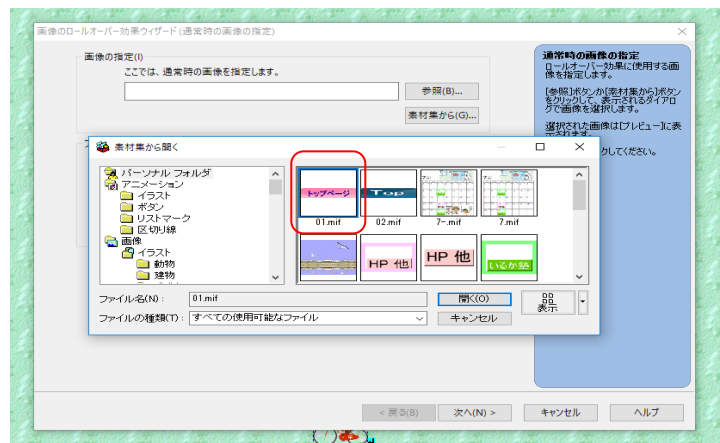 画像のロールオーバー効果ウィザード(通常時の画像の指定)
画像の指定(I)
ここでは、通常時の画像を指定します。
参照(B)...
素材集から(G)...
通常時の画像の指定
ロールオーバー効果に使用する画
像を指定します。
[参照]ボタンか[素材集から]ボタン
をクリックして、表示されるダイアロ
グで画像を選択します。
選択された画像は[プレビュー]に表
示されます。
クしてください。
素材集から開く
パーソナル フォルダ
アニメーション
イラスト
ボタン
リストマーク
区切り線
画像
イラスト
動物
建物
トップページ
Top
01.mif
02.mif
7-.mif
7.mif
HP 他
HP 他
いるか塾
ファイル名(N) :
01.mif
開く(O)
表示
ファイルの種類(T) :
すべての使用可能なファイル
キャンセル
< 戻る(B)
次へ(N) >
キャンセル
ヘルプ